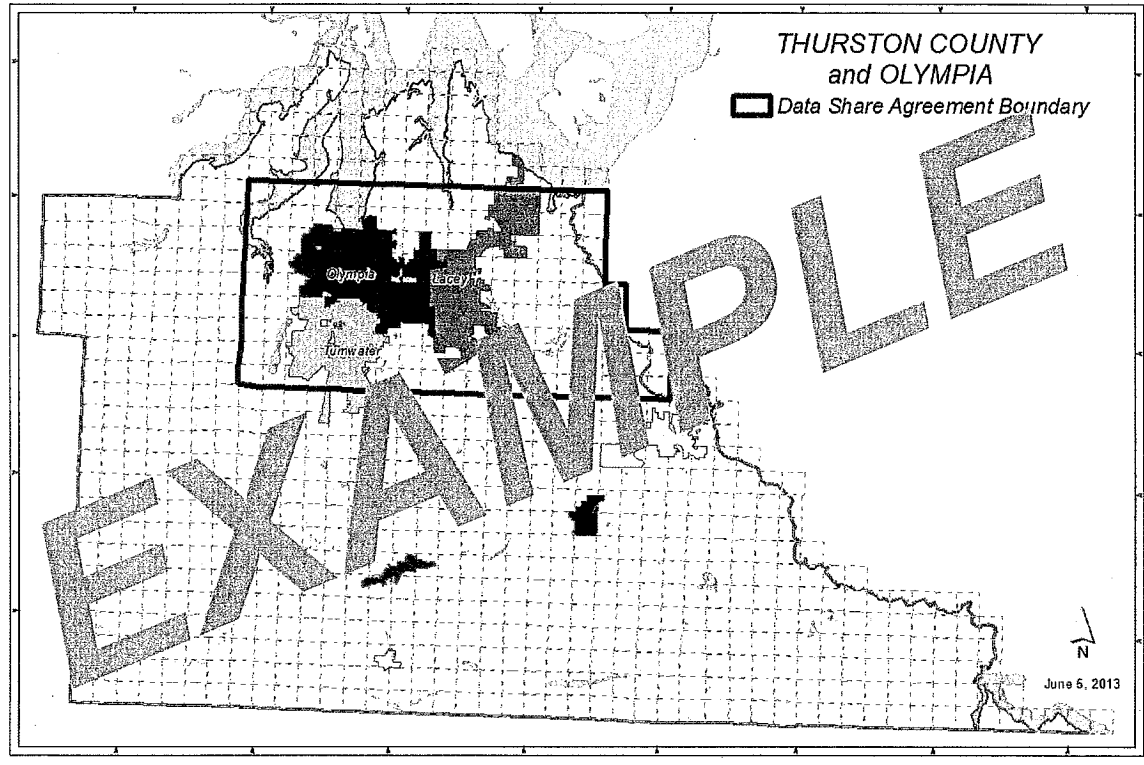 THURSTON COUNTY
and OLYMPIA
Data Share Agreement Boundary
Olympia
Lacey
Tumwater
EXAMPLE
N
June 5, 2013